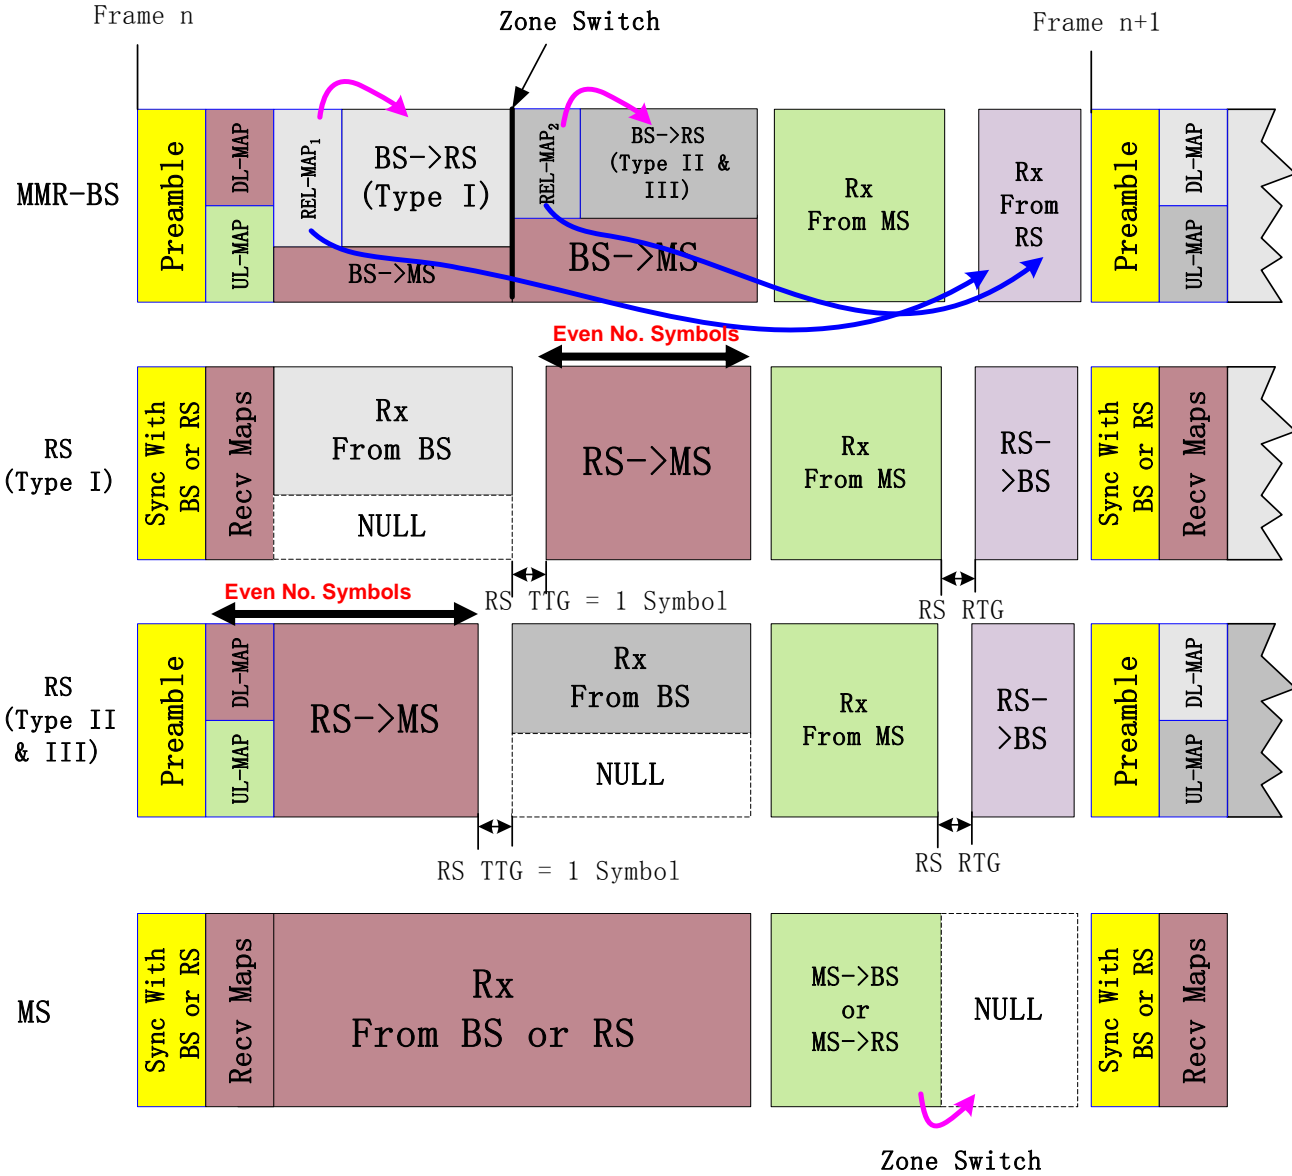 Frame n
Zone Switch
Frame n+1
MMR-BS
Preamble
DL-MAP
UL-MAP
REL-MAP1
BS->RS
(Type I)
BS->MS
REL-MAP2
BS->RS
(Type II &
III)
BS->MS
Rx
From MS
Rx
From
RS
Preamble
DL-MAP
UL-MAP
Even No. Symbols
RS
(Type I)
Sync With
BS or RS
Recv Maps
Rx
From BS
NULL
RS->MS
Rx
From MS
RS-
>BS
Sync With
BS or RS
Recv Maps
Even No. Symbols
RS TTG = 1 Symbol
RS RTG
RS
(Type II
& III)
Preamble
DL-MAP
UL-MAP
RS->MS
Rx
From BS
NULL
Rx
From MS
RS-
>BS
Preamble
DL-MAP
UL-MAP
RS TTG = 1 Symbol
RS RTG
MS
Sync With
BS or RS
Recv Maps
Rx
From BS or RS
MS->BS
or
MS->RS
NULL
Sync With
BS or RS
Recv Maps
Zone Switch